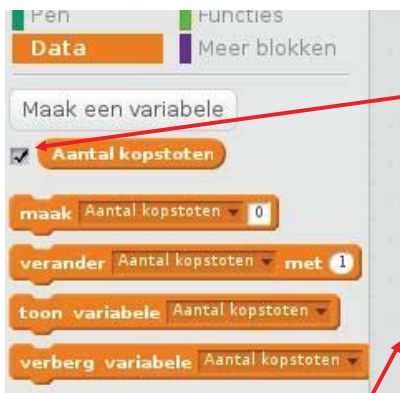 Pen Functies
Data Meer blokken
Maak een variabele
Aantal kopstoten
maak Aantal kopstoten 0
verander Aantal kopstoten met 1
toon variabele Aantal kopstoten
verberg variabele Aantal kopstoten